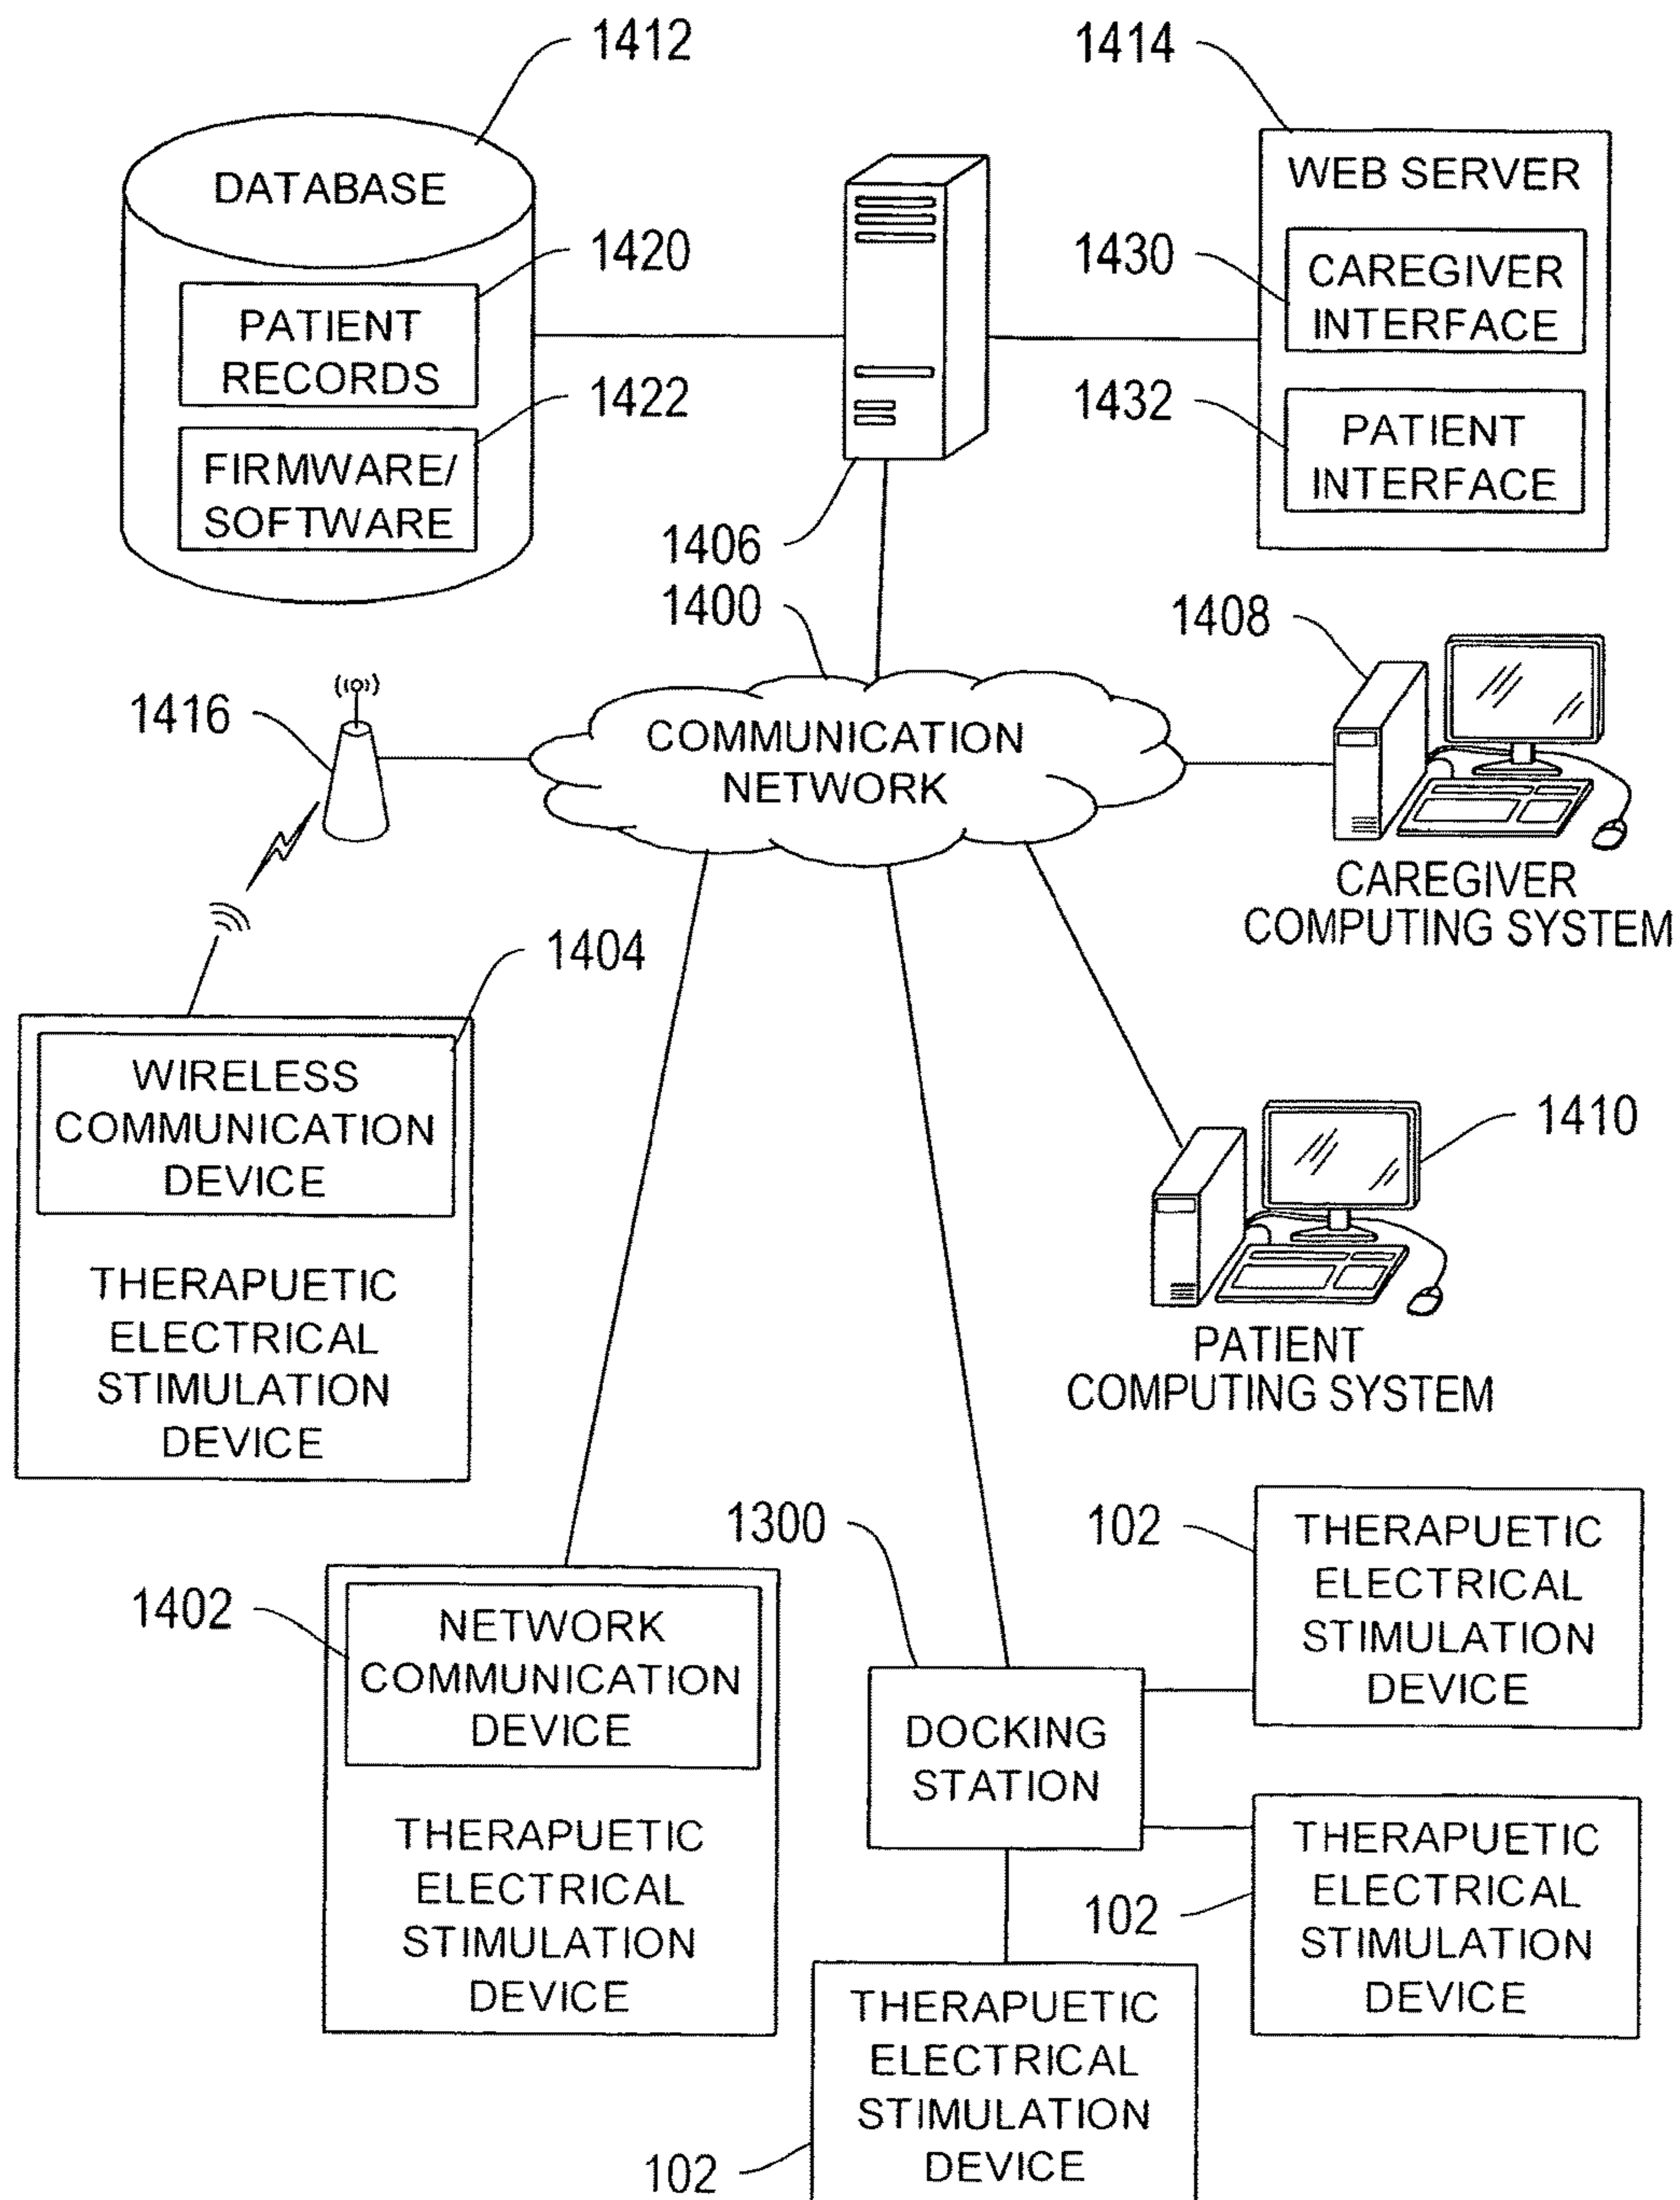 1412
DATABASE
1420
PATIENT
RECORDS
1422
FIRMWARE/
SOFTWARE
1406
1414
WEB SERVER
1430
CAREGIVER
INTERFACE
1432
PATIENT
INTERFACE
1400
COMMUNICATION
NETWORK
1416
1408
CAREGIVER
COMPUTING SYSTEM
1404
WIRELESS
COMMUNICATION
DEVICE
THERAPUETIC
ELECTRICAL
STIMULATION
DEVICE
1410
PATIENT
COMPUTING SYSTEM
1402
NETWORK
COMMUNICATION
DEVICE
THERAPUETIC
ELECTRICAL
STIMULATION
DEVICE
1300
DOCKING
STATION
102
THERAPUETIC
ELECTRICAL
STIMULATION
DEVICE
102
THERAPUETIC
ELECTRICAL
STIMULATION
DEVICE
102
THERAPUETIC
ELECTRICAL
STIMULATION
DEVICE